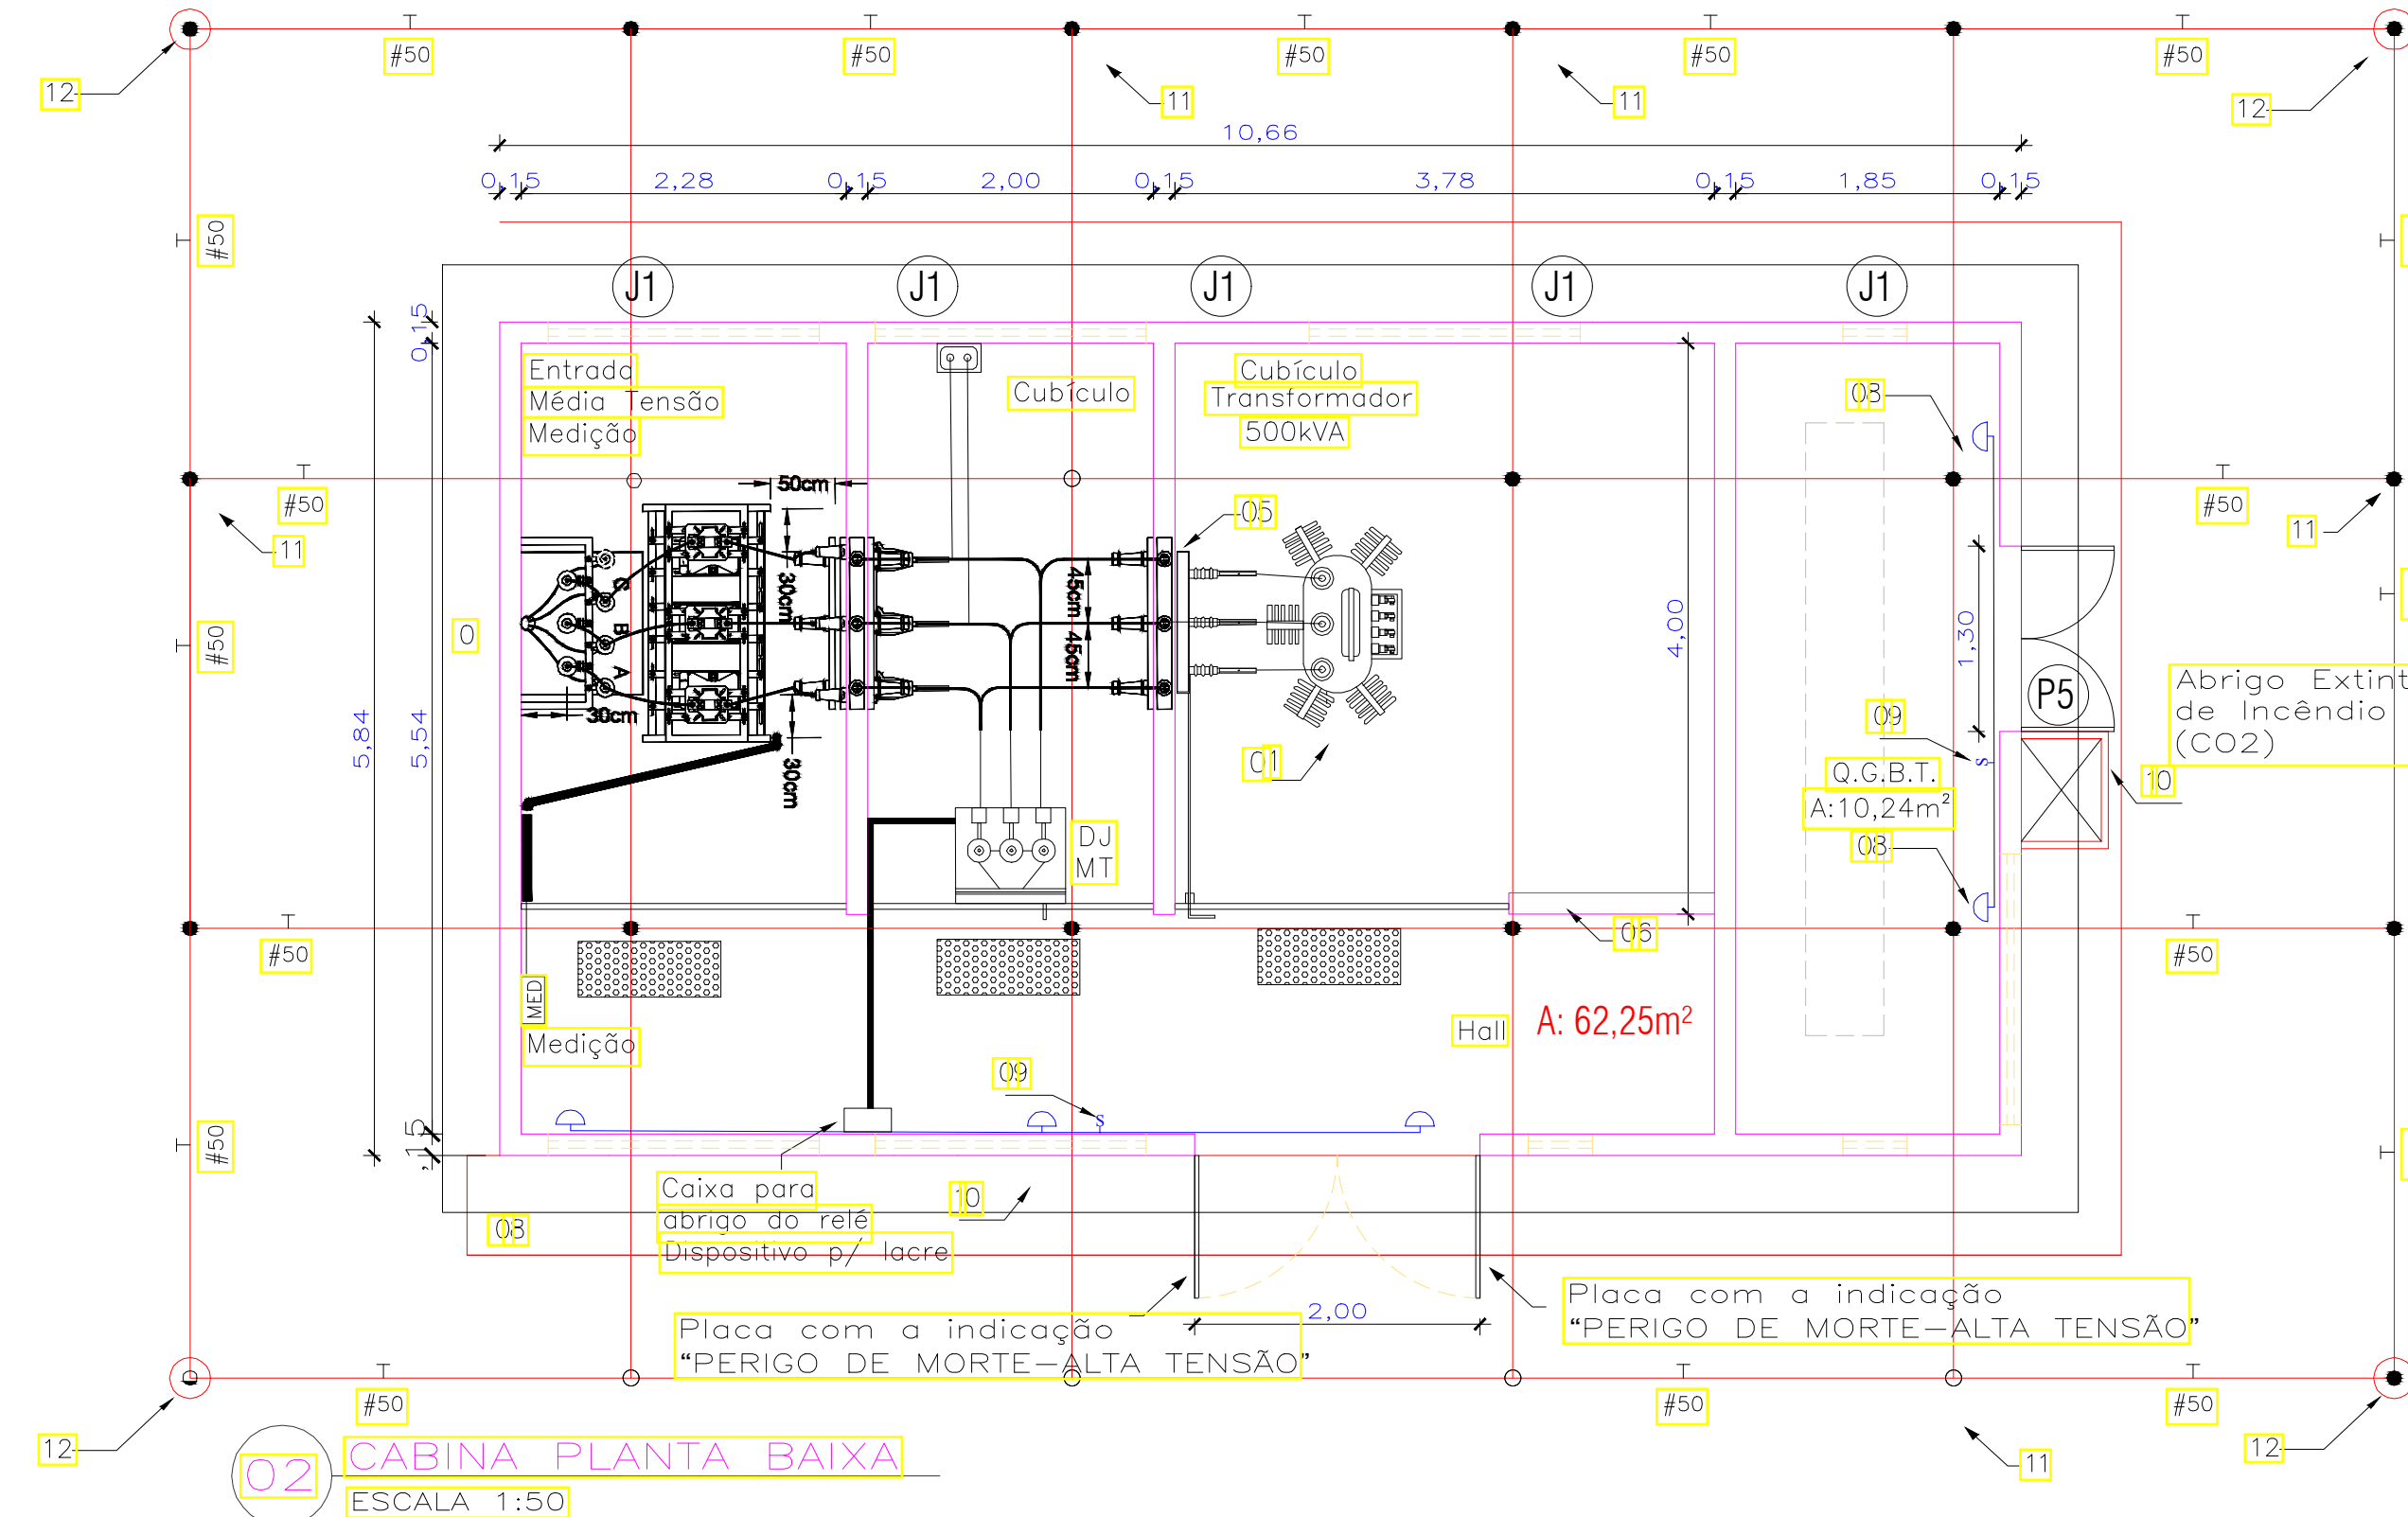 #50 #50 #50 #50 #50
12 11 11 12
10,66
0,15 2,28 0,15 2,00 0,15 3,78 0,15 1,85 0,15
#50
J1 J1 J1 J1 J1
0,15
Entrada
Média Tensão
Medição
Cubículo
Cubículo
Transformador
500kVA
08
50cm
#50
#50
05
11
11
30cm
45cm
45cm
C
B
A
0
#50
4,00
1,30
30cm
30cm
5,84
5,54
01
09
S
P5
Abrigo Extint
de Incêndio
(CO2)
10
Q.G.B.T.
A:10,24m²
08
DJ
MT
#50
06
#50
MED
Medição
Hall
A: 62,25m²
09
S
#50
,15
Caixa para
abrigo do relé
Dispositivo p/ lacre
10
08
2,00
Placa com a indicação
“PERIGO DE MORTE-ALTA TENSÃO”
Placa com a indicação
“PERIGO DE MORTE-ALTA TENSÃO”
#50 #50 #50
12
11
12
02
CABINA PLANTA BAIXA
ESCALA 1:50